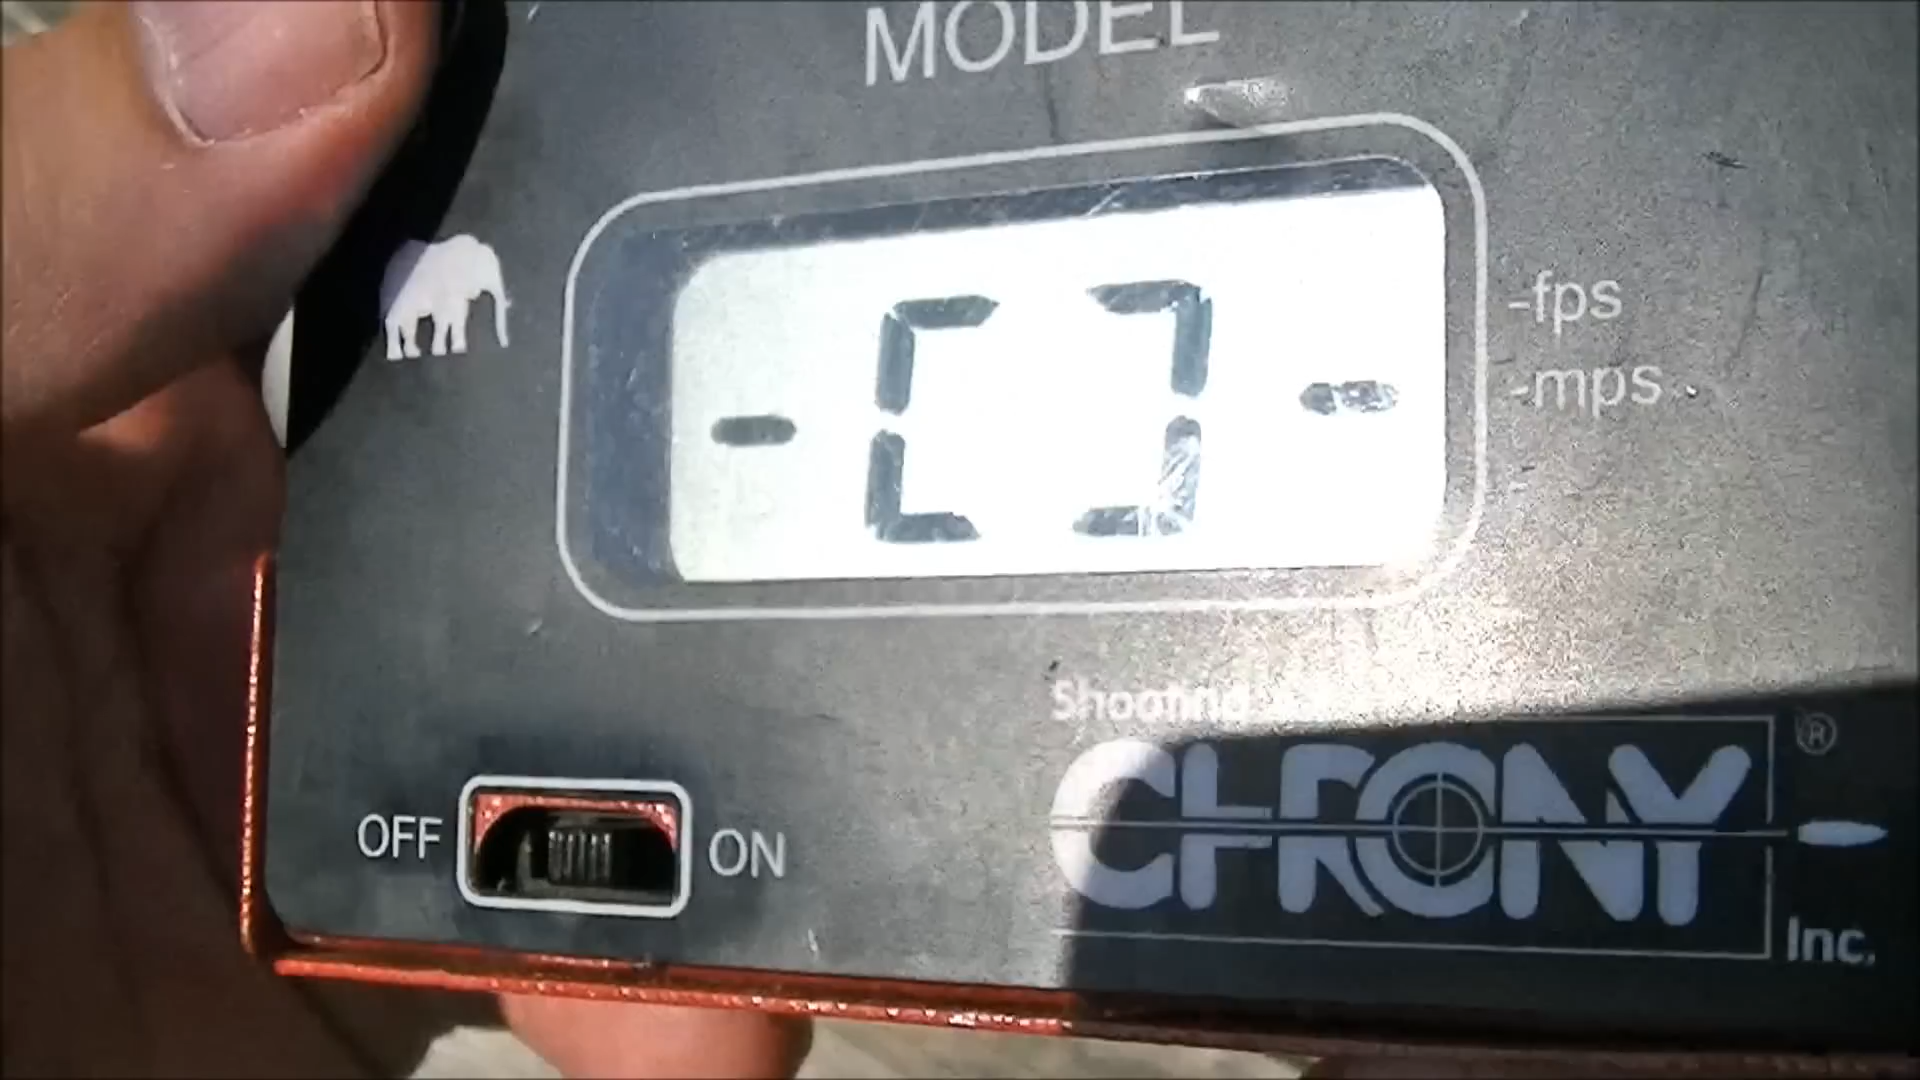 MODEL
-fps
-mps
-[ ]-
Shooting
OFF
ON
CHRONY®
Inc.